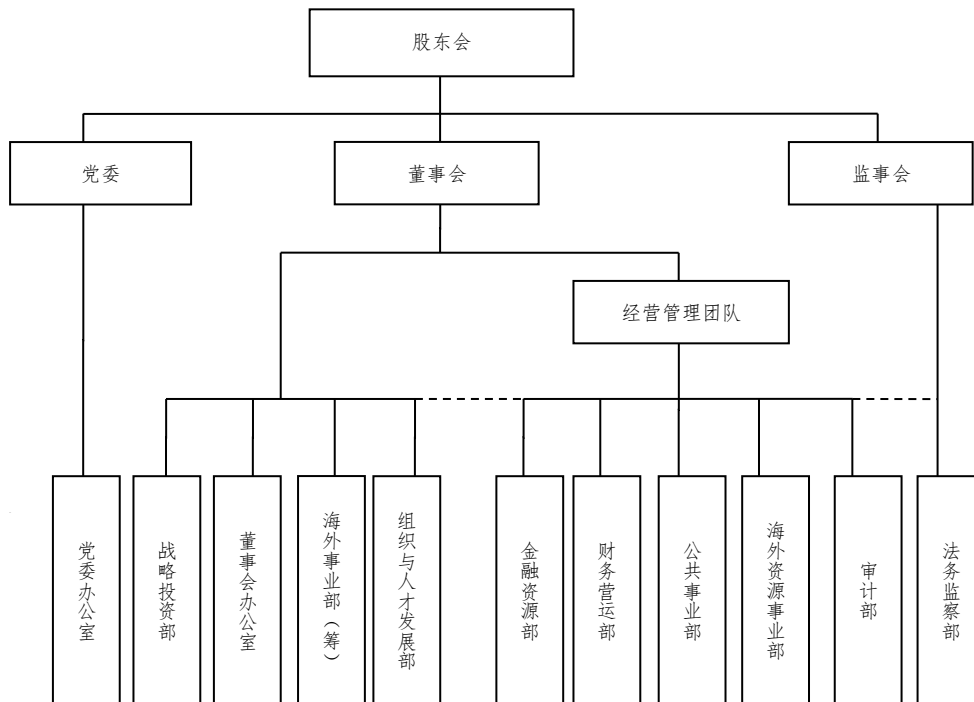 股东会
党委
董事会
监事会
经营管理团队
党委办公室
战略投资部
董事会办公室
海外事业部（筹）
组织与人才发展部
金融资源部
财务营运部
公共事业部
海外资源事业部
审计部
法务监察部